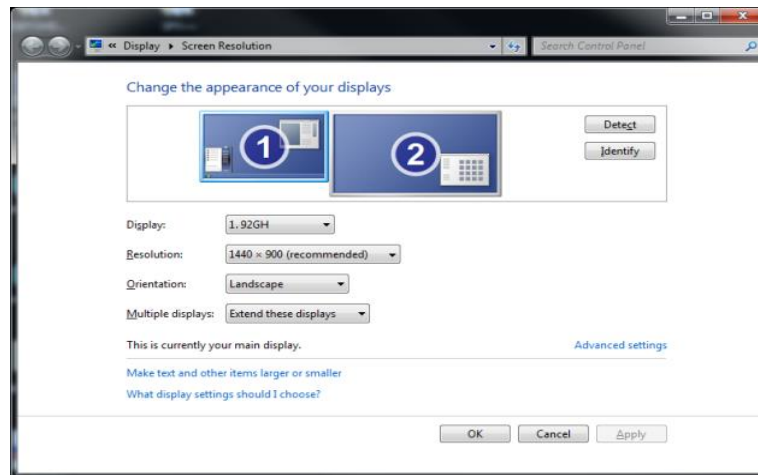 « Display ▸ Screen Resolution Search Control Panel
Change the appearance of your displays
1 2
Detect
Identify
Display: 1. 92GH
Resolution: 1440 × 900 (recommended)
Orientation: Landscape
Multiple displays: Extend these displays
This is currently your main display. Advanced settings
Make text and other items larger or smaller
What display settings should I choose?
OK Cancel Apply